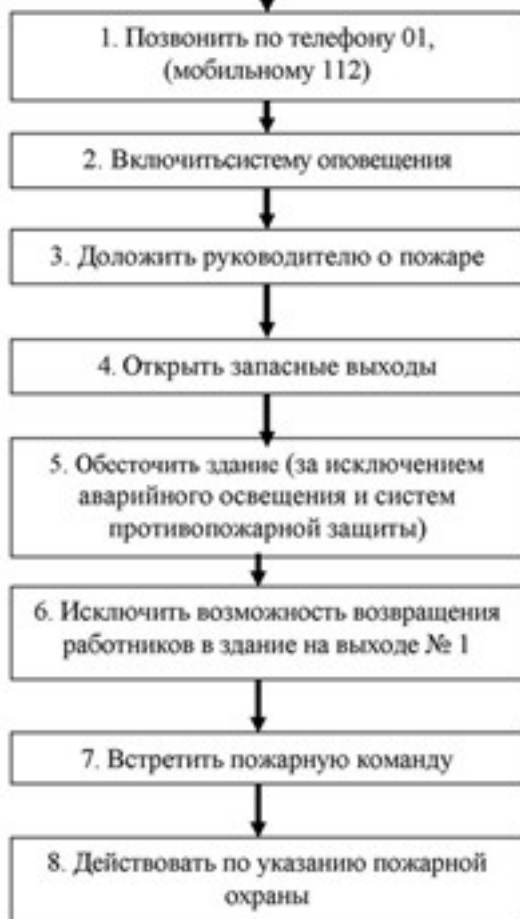 1. Позвонить по телефону 01,
(мобильному 112)
2. Включитьсистему оповещения
3. Доложить руководителю о пожаре
4. Открыть запасные выходы
5. Обесточить здание (за исключением
аварийного освещения и систем
противопожарной защиты)
6. Исключить возможность возвращения
работников в здание на выходе № 1
7. Встретить пожарную команду
8. Действовать по указанию пожарной
охраны